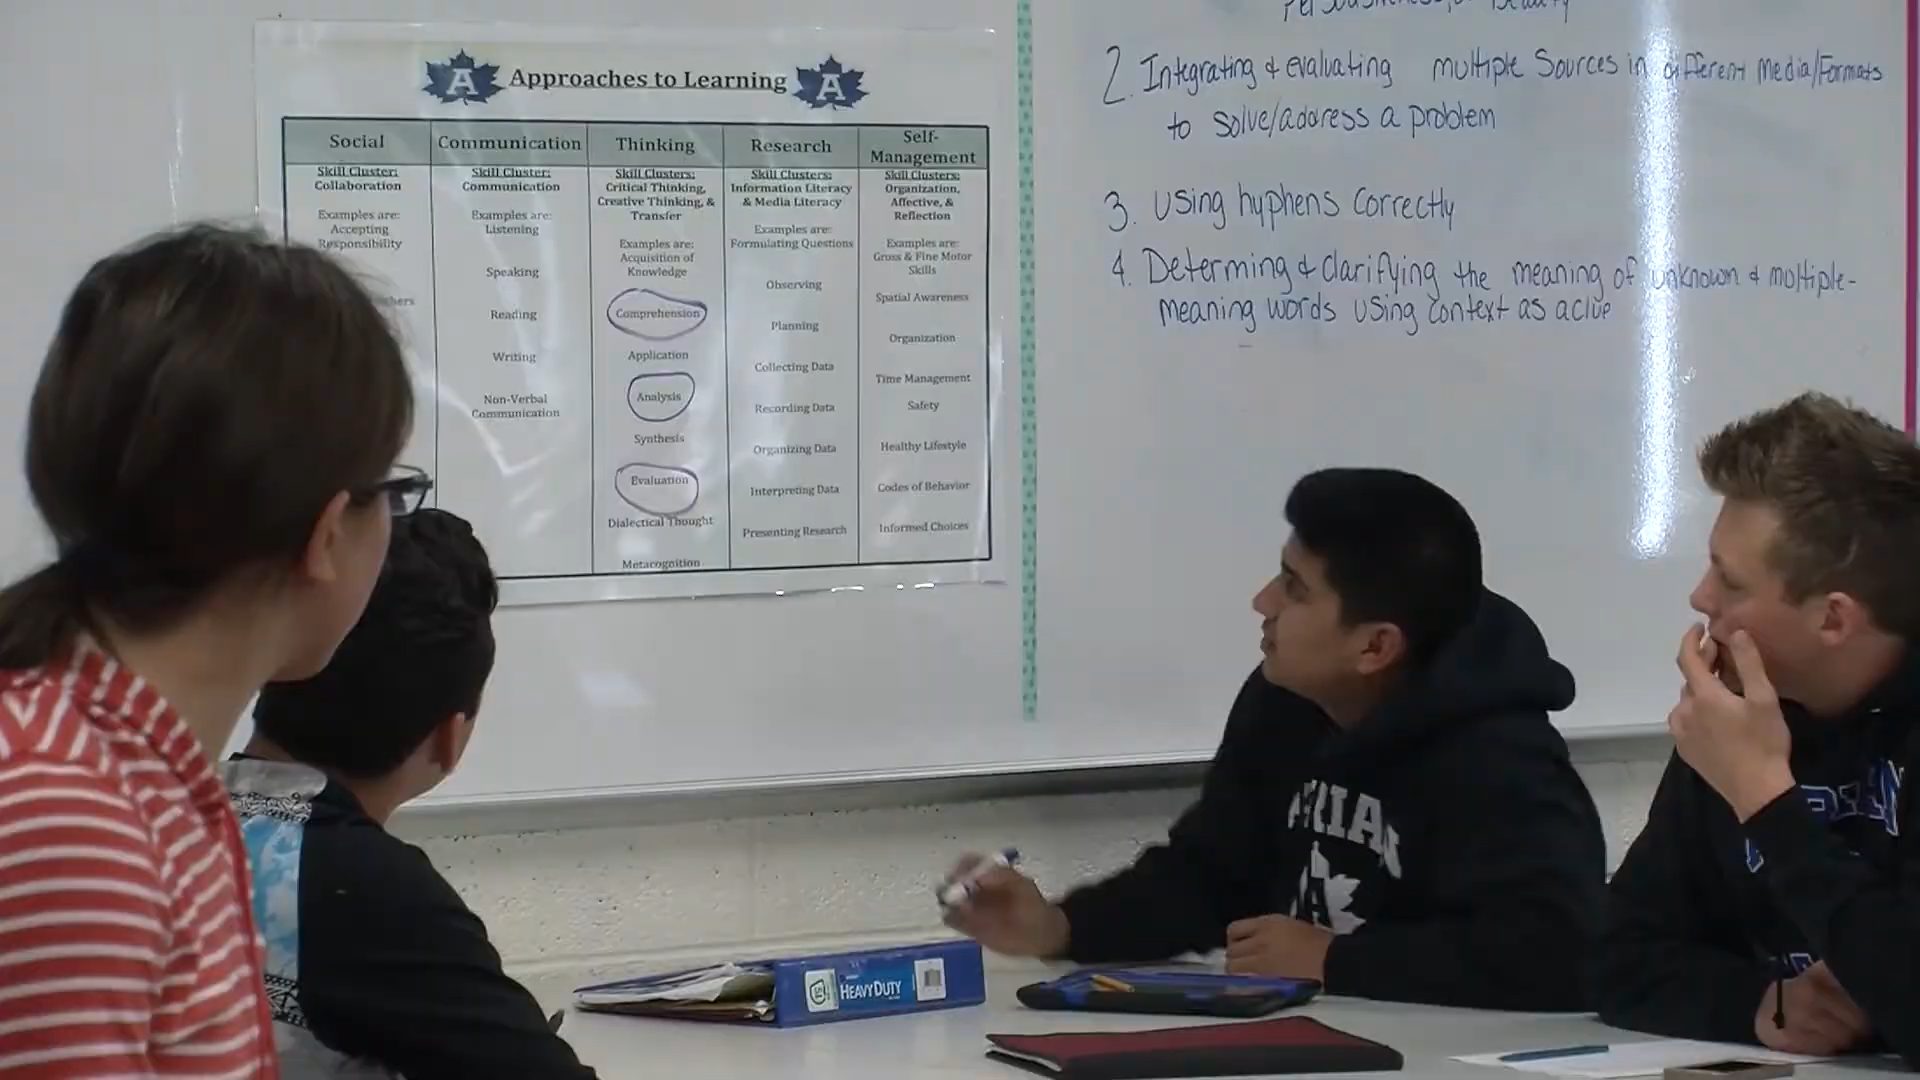 A Approaches to Learning A
Social
Communication
Thinking
Research
Self-
Management
Skill Cluster:
Collaboration
Examples are:
Accepting
Responsibility
Skill Cluster:
Communication
Examples are:
Listening
Speaking
Reading
Writing
Non-Verbal
Communication
Skill Clusters:
Critical Thinking,
Creative Thinking, &
Transfer
Examples are:
Acquisition of
Knowledge
Comprehension
Application
Analysis
Synthesis
Evaluation
Dialectical Thought
Metacognition
Skill Clusters:
Information Literacy
& Media Literacy
Examples are:
Formulating Questions
Observing
Planning
Collecting Data
Recording Data
Organizing Data
Interpreting Data
Presenting Research
Skill Clusters:
Organization,
Affective, &
Reflection
Examples are:
Gross & Fine Motor
Skills
Spatial Awareness
Organization
Time Management
Safety
Healthy Lifestyle
Codes of Behavior
Informed Choices
2. Integrating & evaluating multiple Sources in different Media/Formats
to solve/address a problem
3. Using hyphens correctly
4. Determing & clarifying the meaning of unknown & multiple-
meaning words using context as a clue
HEAVY DUTY